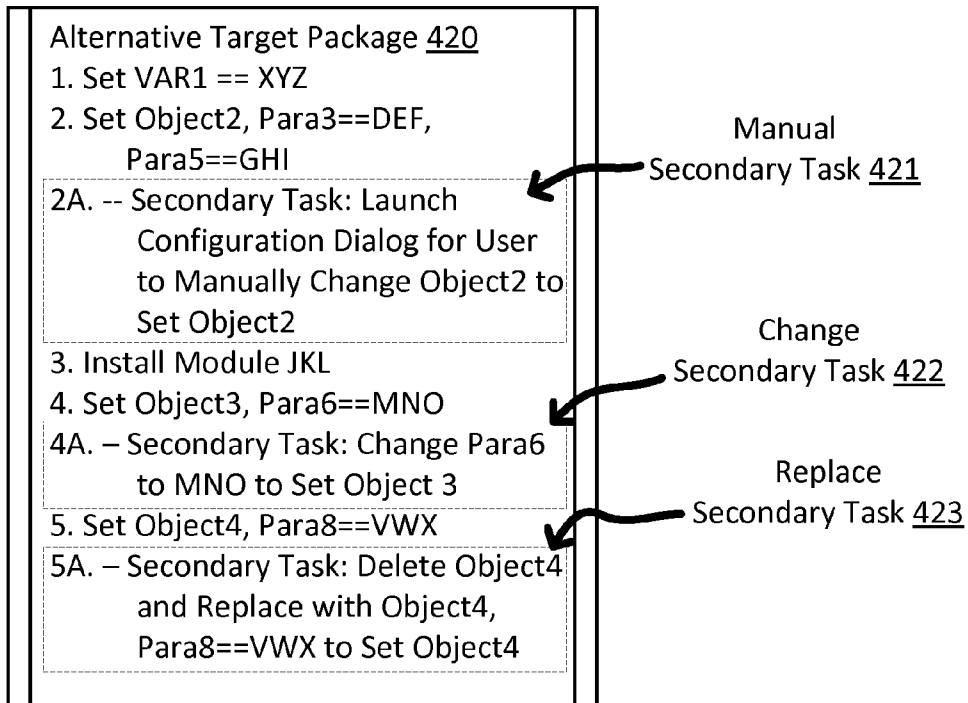 Alternative Target Package 420
1. Set VAR1 == XYZ
2. Set Object2, Para3==DEF,
Para5==GHI
2A. -- Secondary Task: Launch
Configuration Dialog for User
to Manually Change Object2 to
Set Object2
3. Install Module JKL
4. Set Object3, Para6==MNO
4A. – Secondary Task: Change Para6
to MNO to Set Object 3
5. Set Object4, Para8==VWX
5A. – Secondary Task: Delete Object4
and Replace with Object4,
Para8==VWX to Set Object4
Manual
Secondary Task 421
Change
Secondary Task 422
Replace
Secondary Task 423